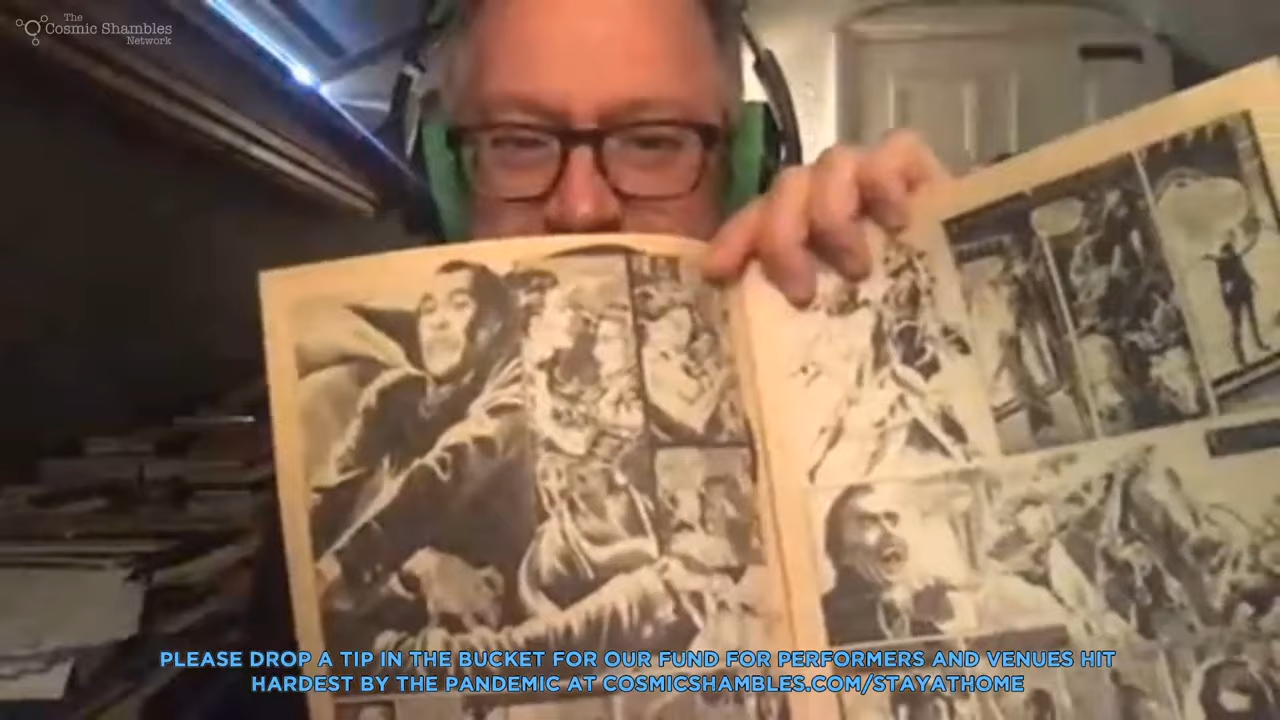 The
Cosmic Shambles
Network
PLEASE DROP A TIP IN THE BUCKET FOR OUR FUND FOR PERFORMERS AND VENUES HIT
HARDEST BY THE PANDEMIC AT COSMICSHAMBLES.COM/STAYATHOME